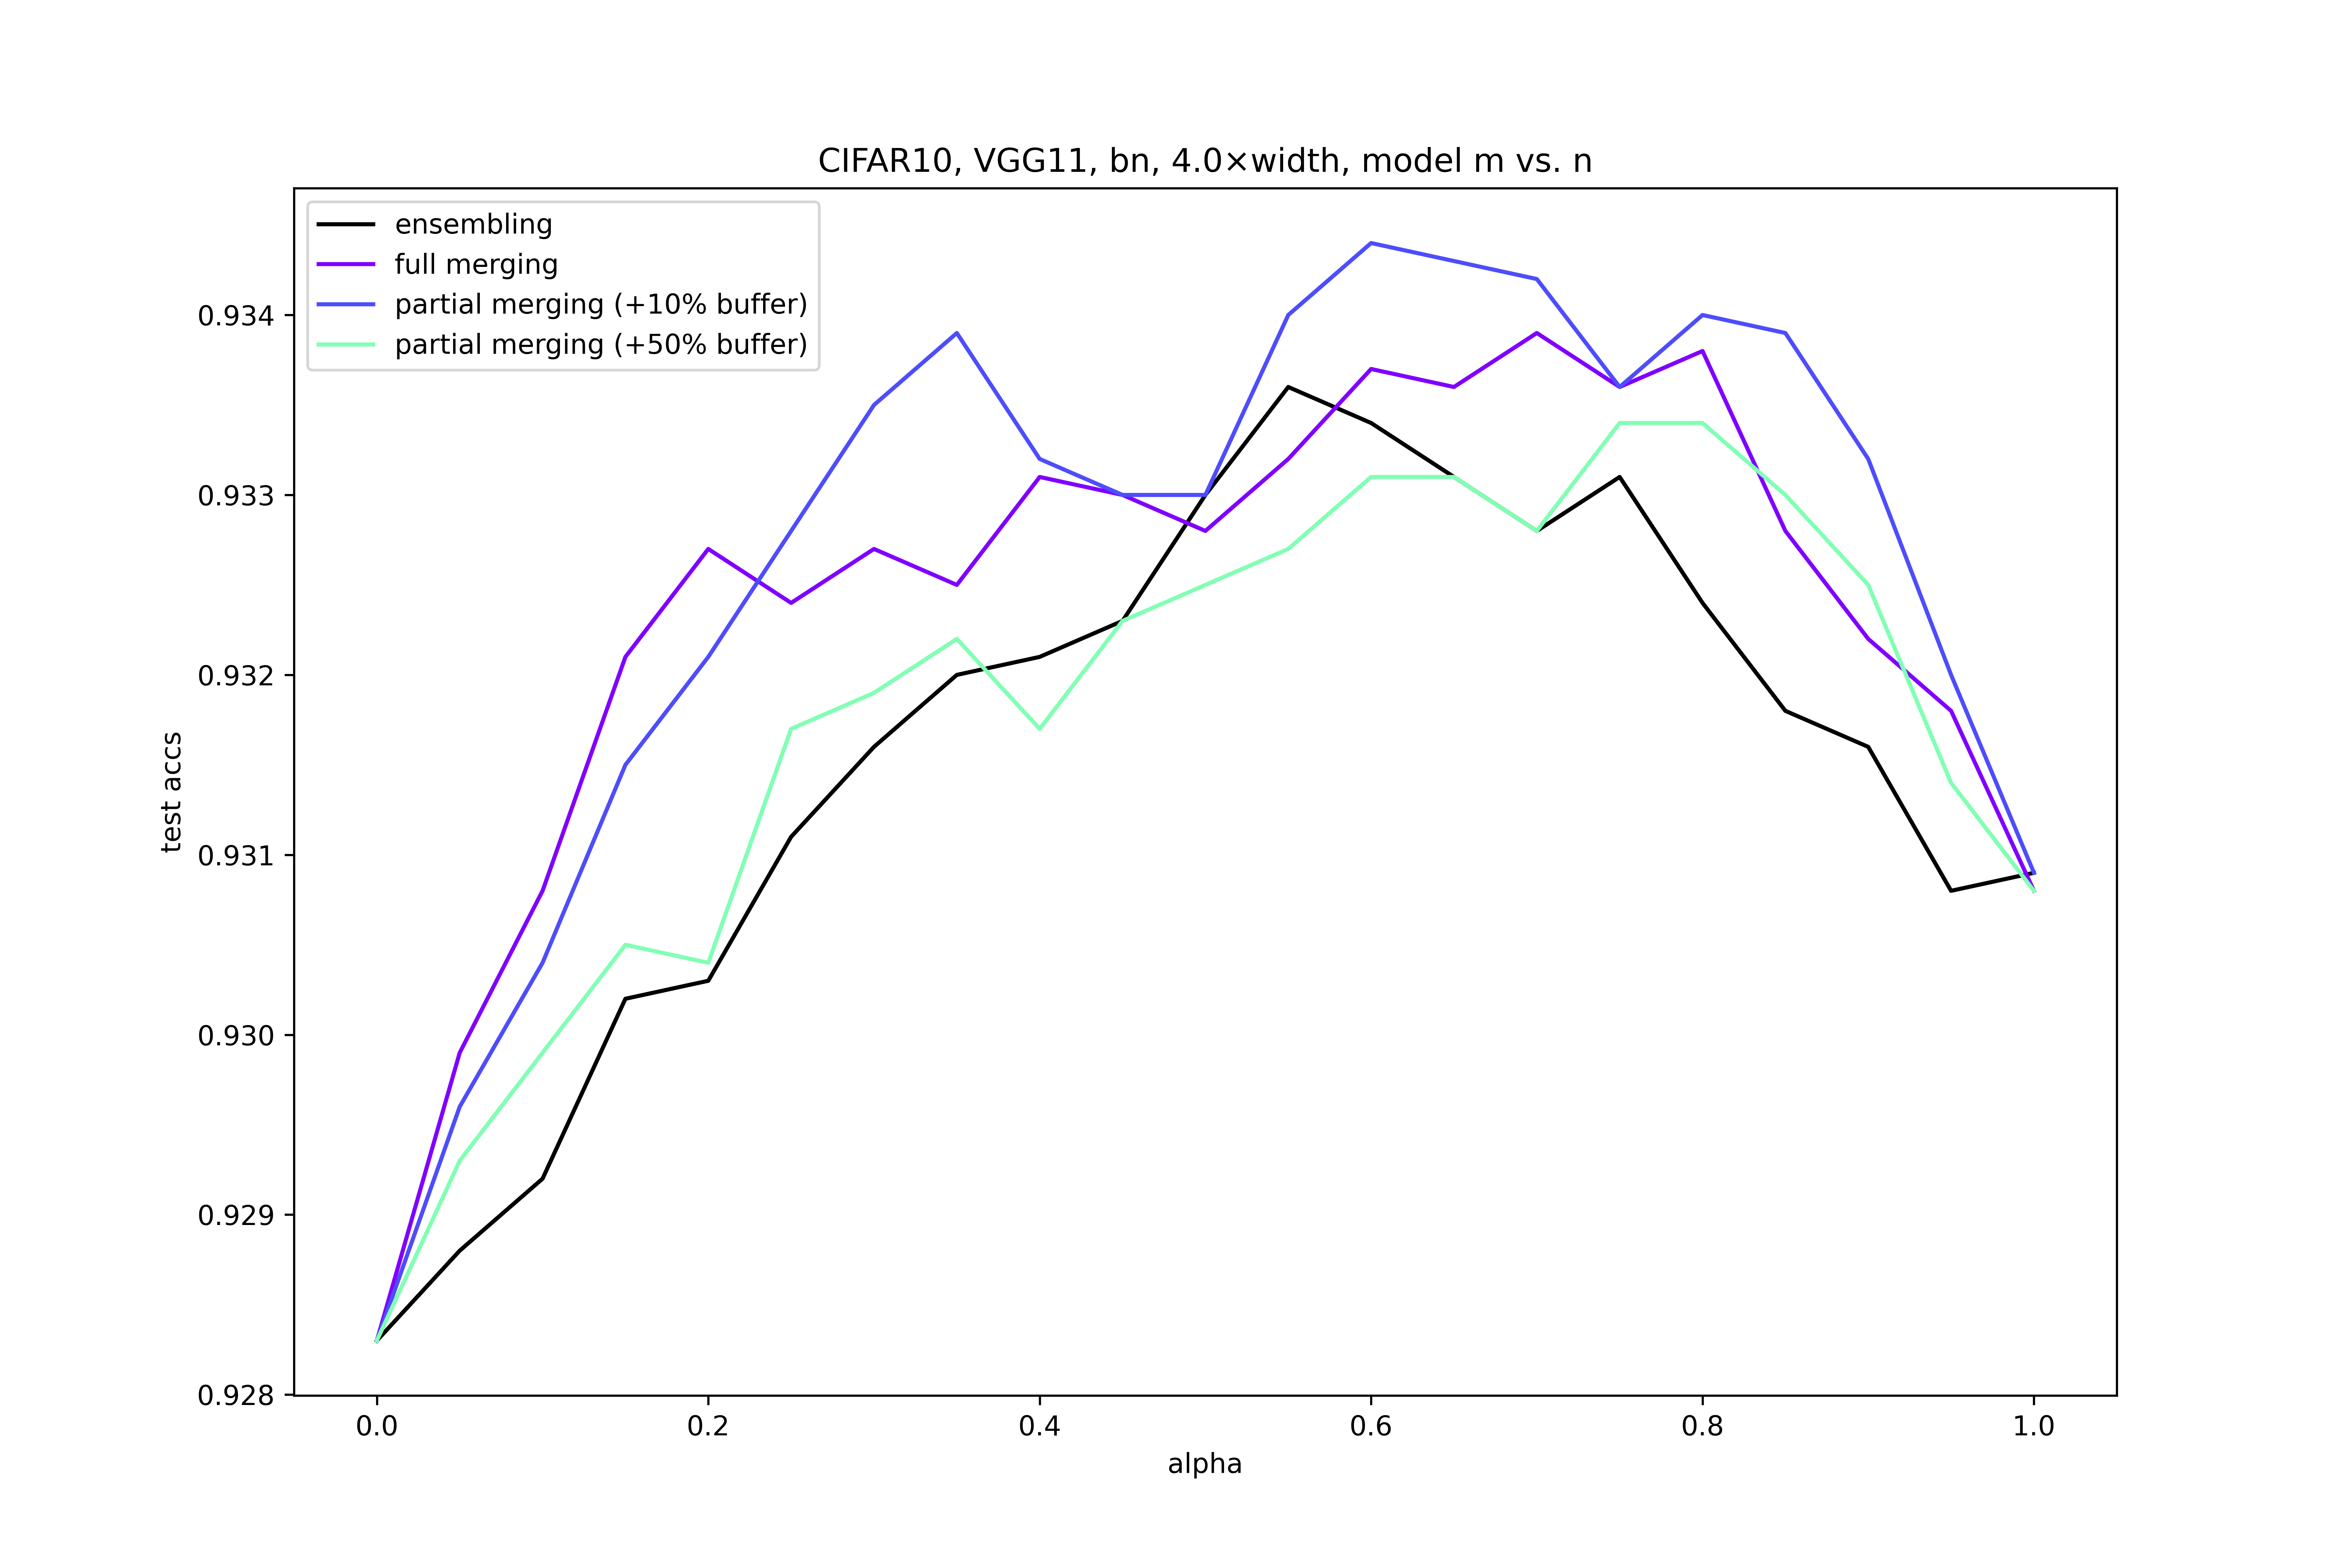 CIFAR10, VGG11, bn, 4.0×width, model m vs. n
ensembling
full merging
partial merging (+10% buffer)
partial merging (+50% buffer)
0.934
0.933
0.932
0.931
0.930
0.929
0.928
test accs
0.0 0.2 0.4 0.6 0.8 1.0
alpha